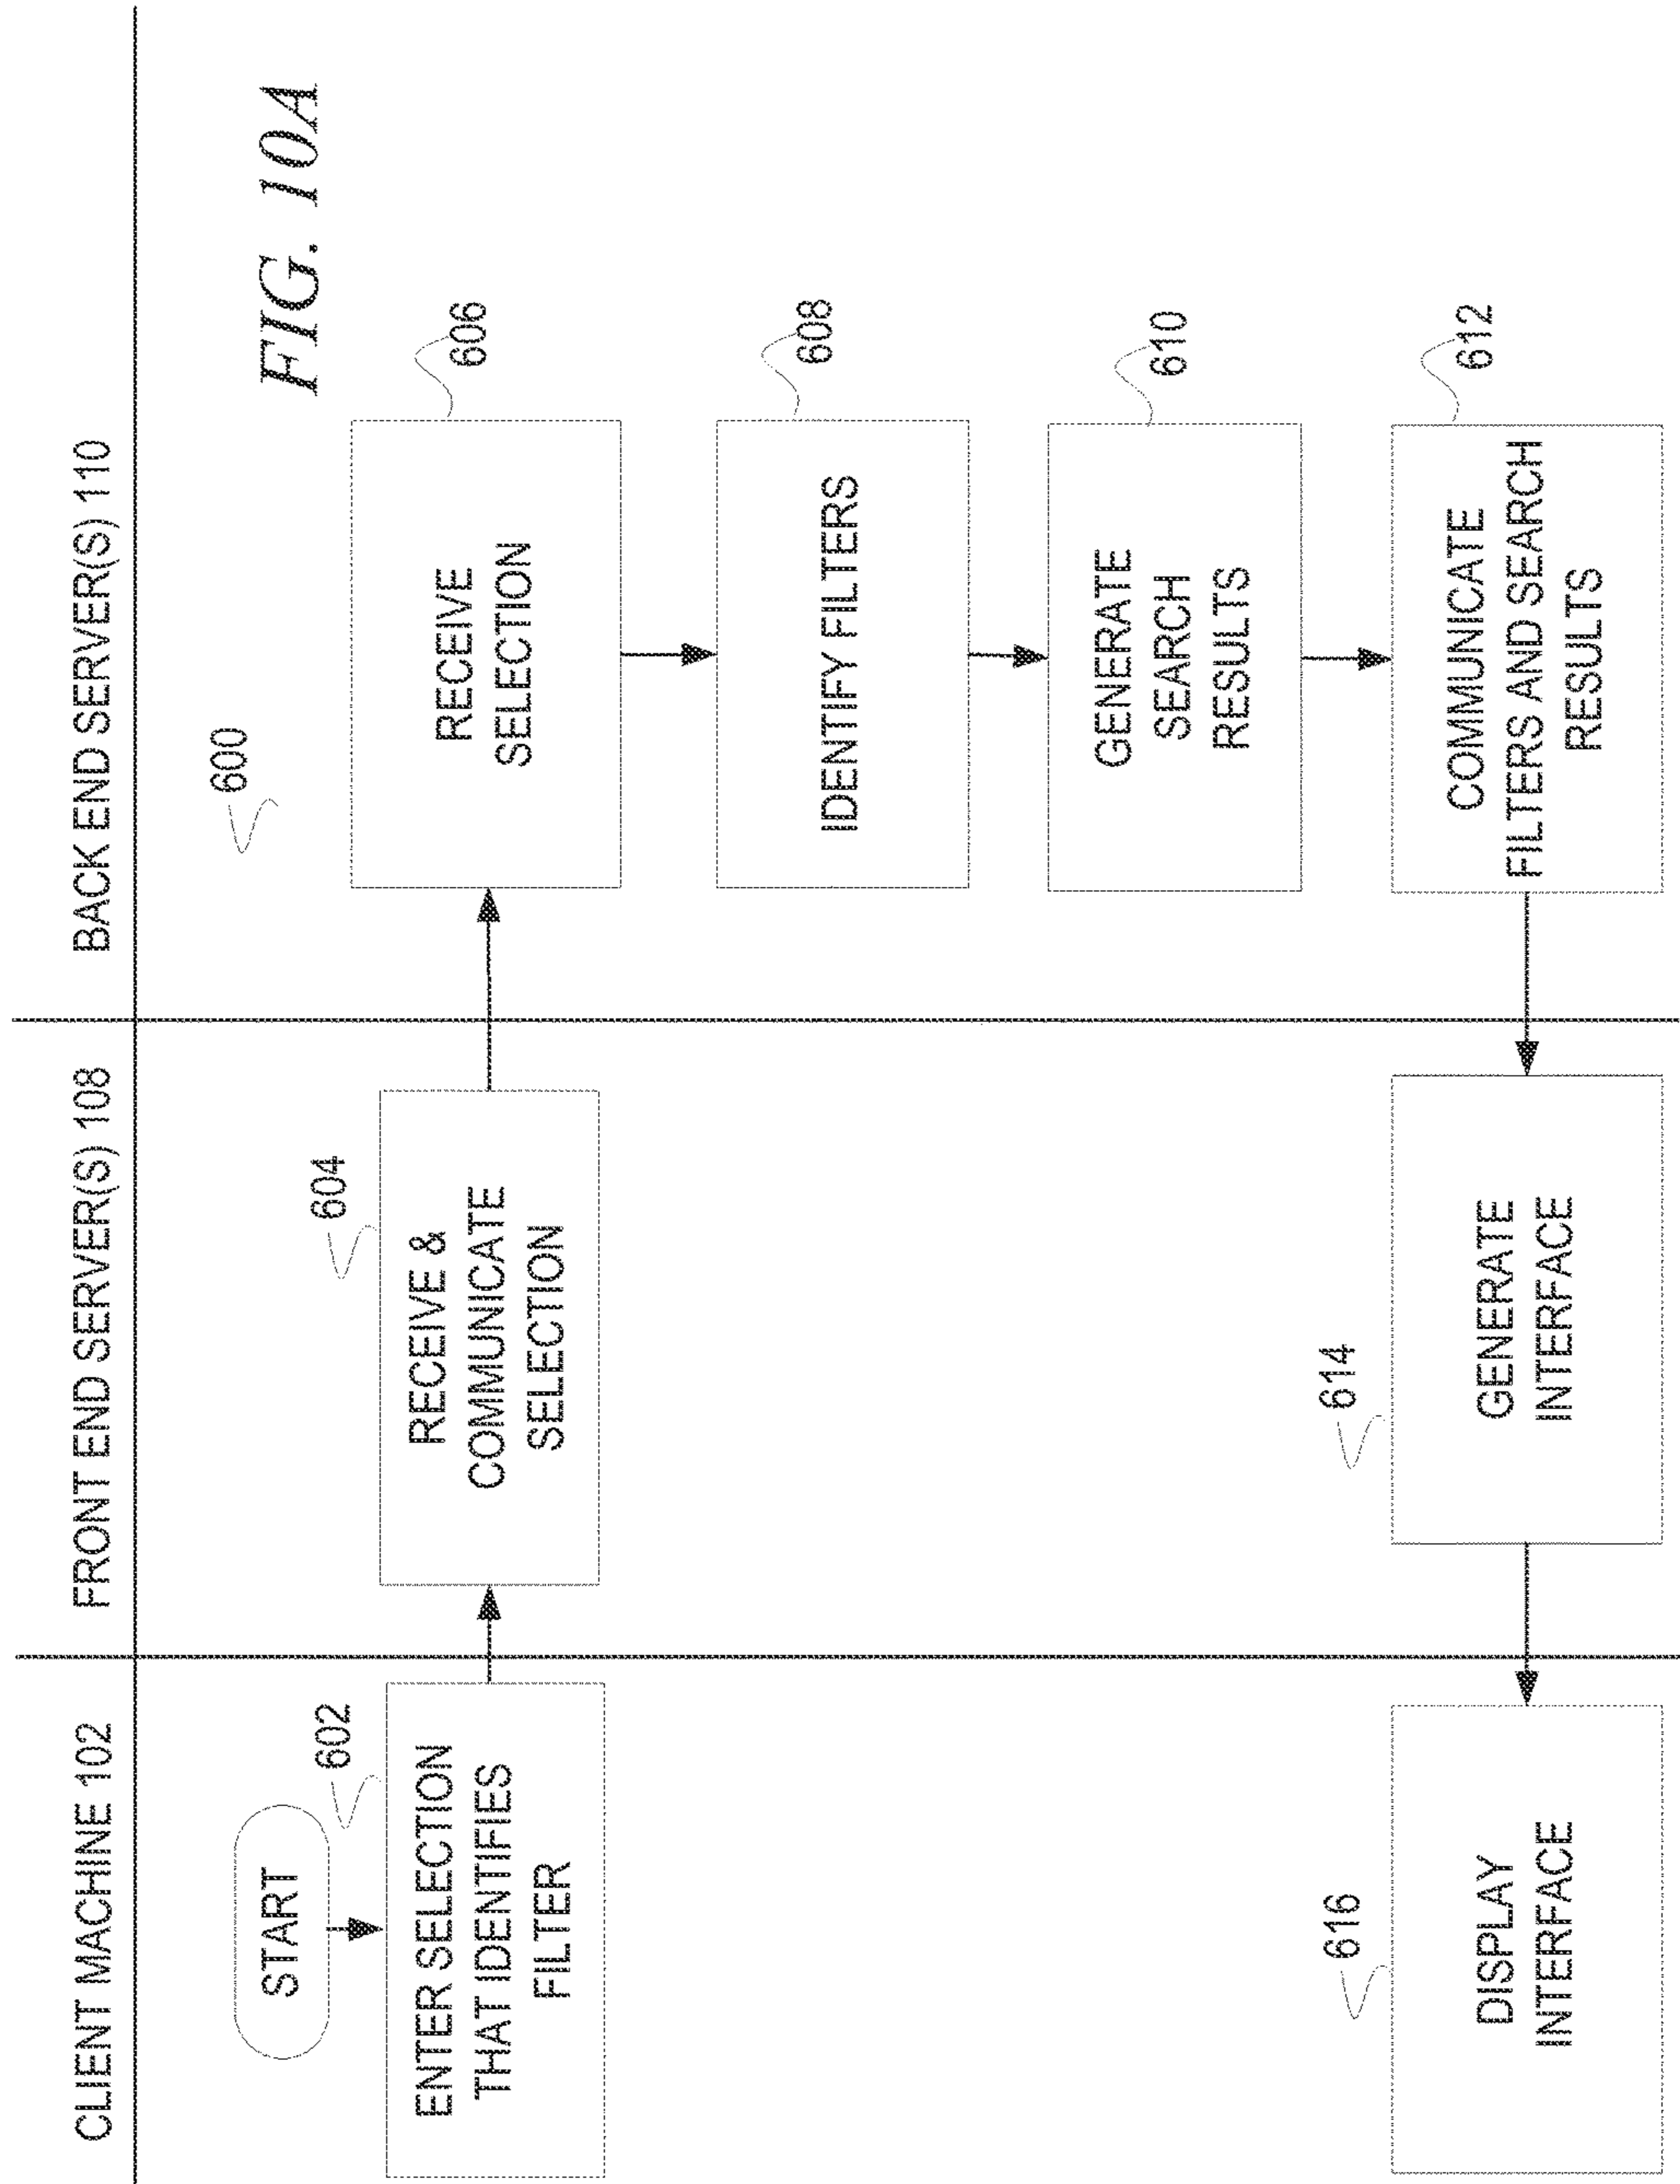 CLIENT MACHINE 102
FRONT END SERVER(S) 108
BACK END SERVER(S) 110
FIG. 10A
600
START
602
ENTER SELECTION
THAT IDENTIFIES
FILTER
604
RECEIVE &
COMMUNICATE
SELECTION
606
RECEIVE
SELECTION
608
IDENTIFY FILTERS
610
GENERATE
SEARCH
RESULTS
612
COMMUNICATE
FILTERS AND SEARCH
RESULTS
614
GENERATE
INTERFACE
616
DISPLAY
INTERFACE